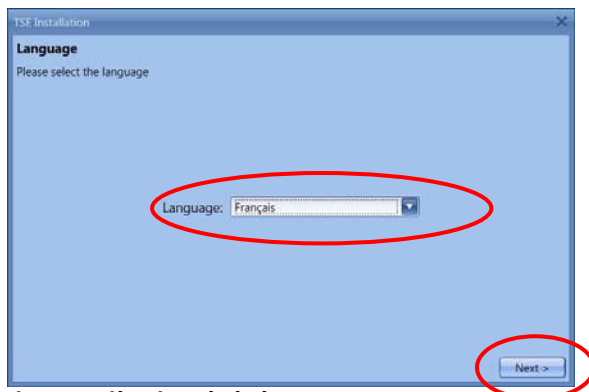 TSE Installation
Language
Please select the language
Language: Français
Next >